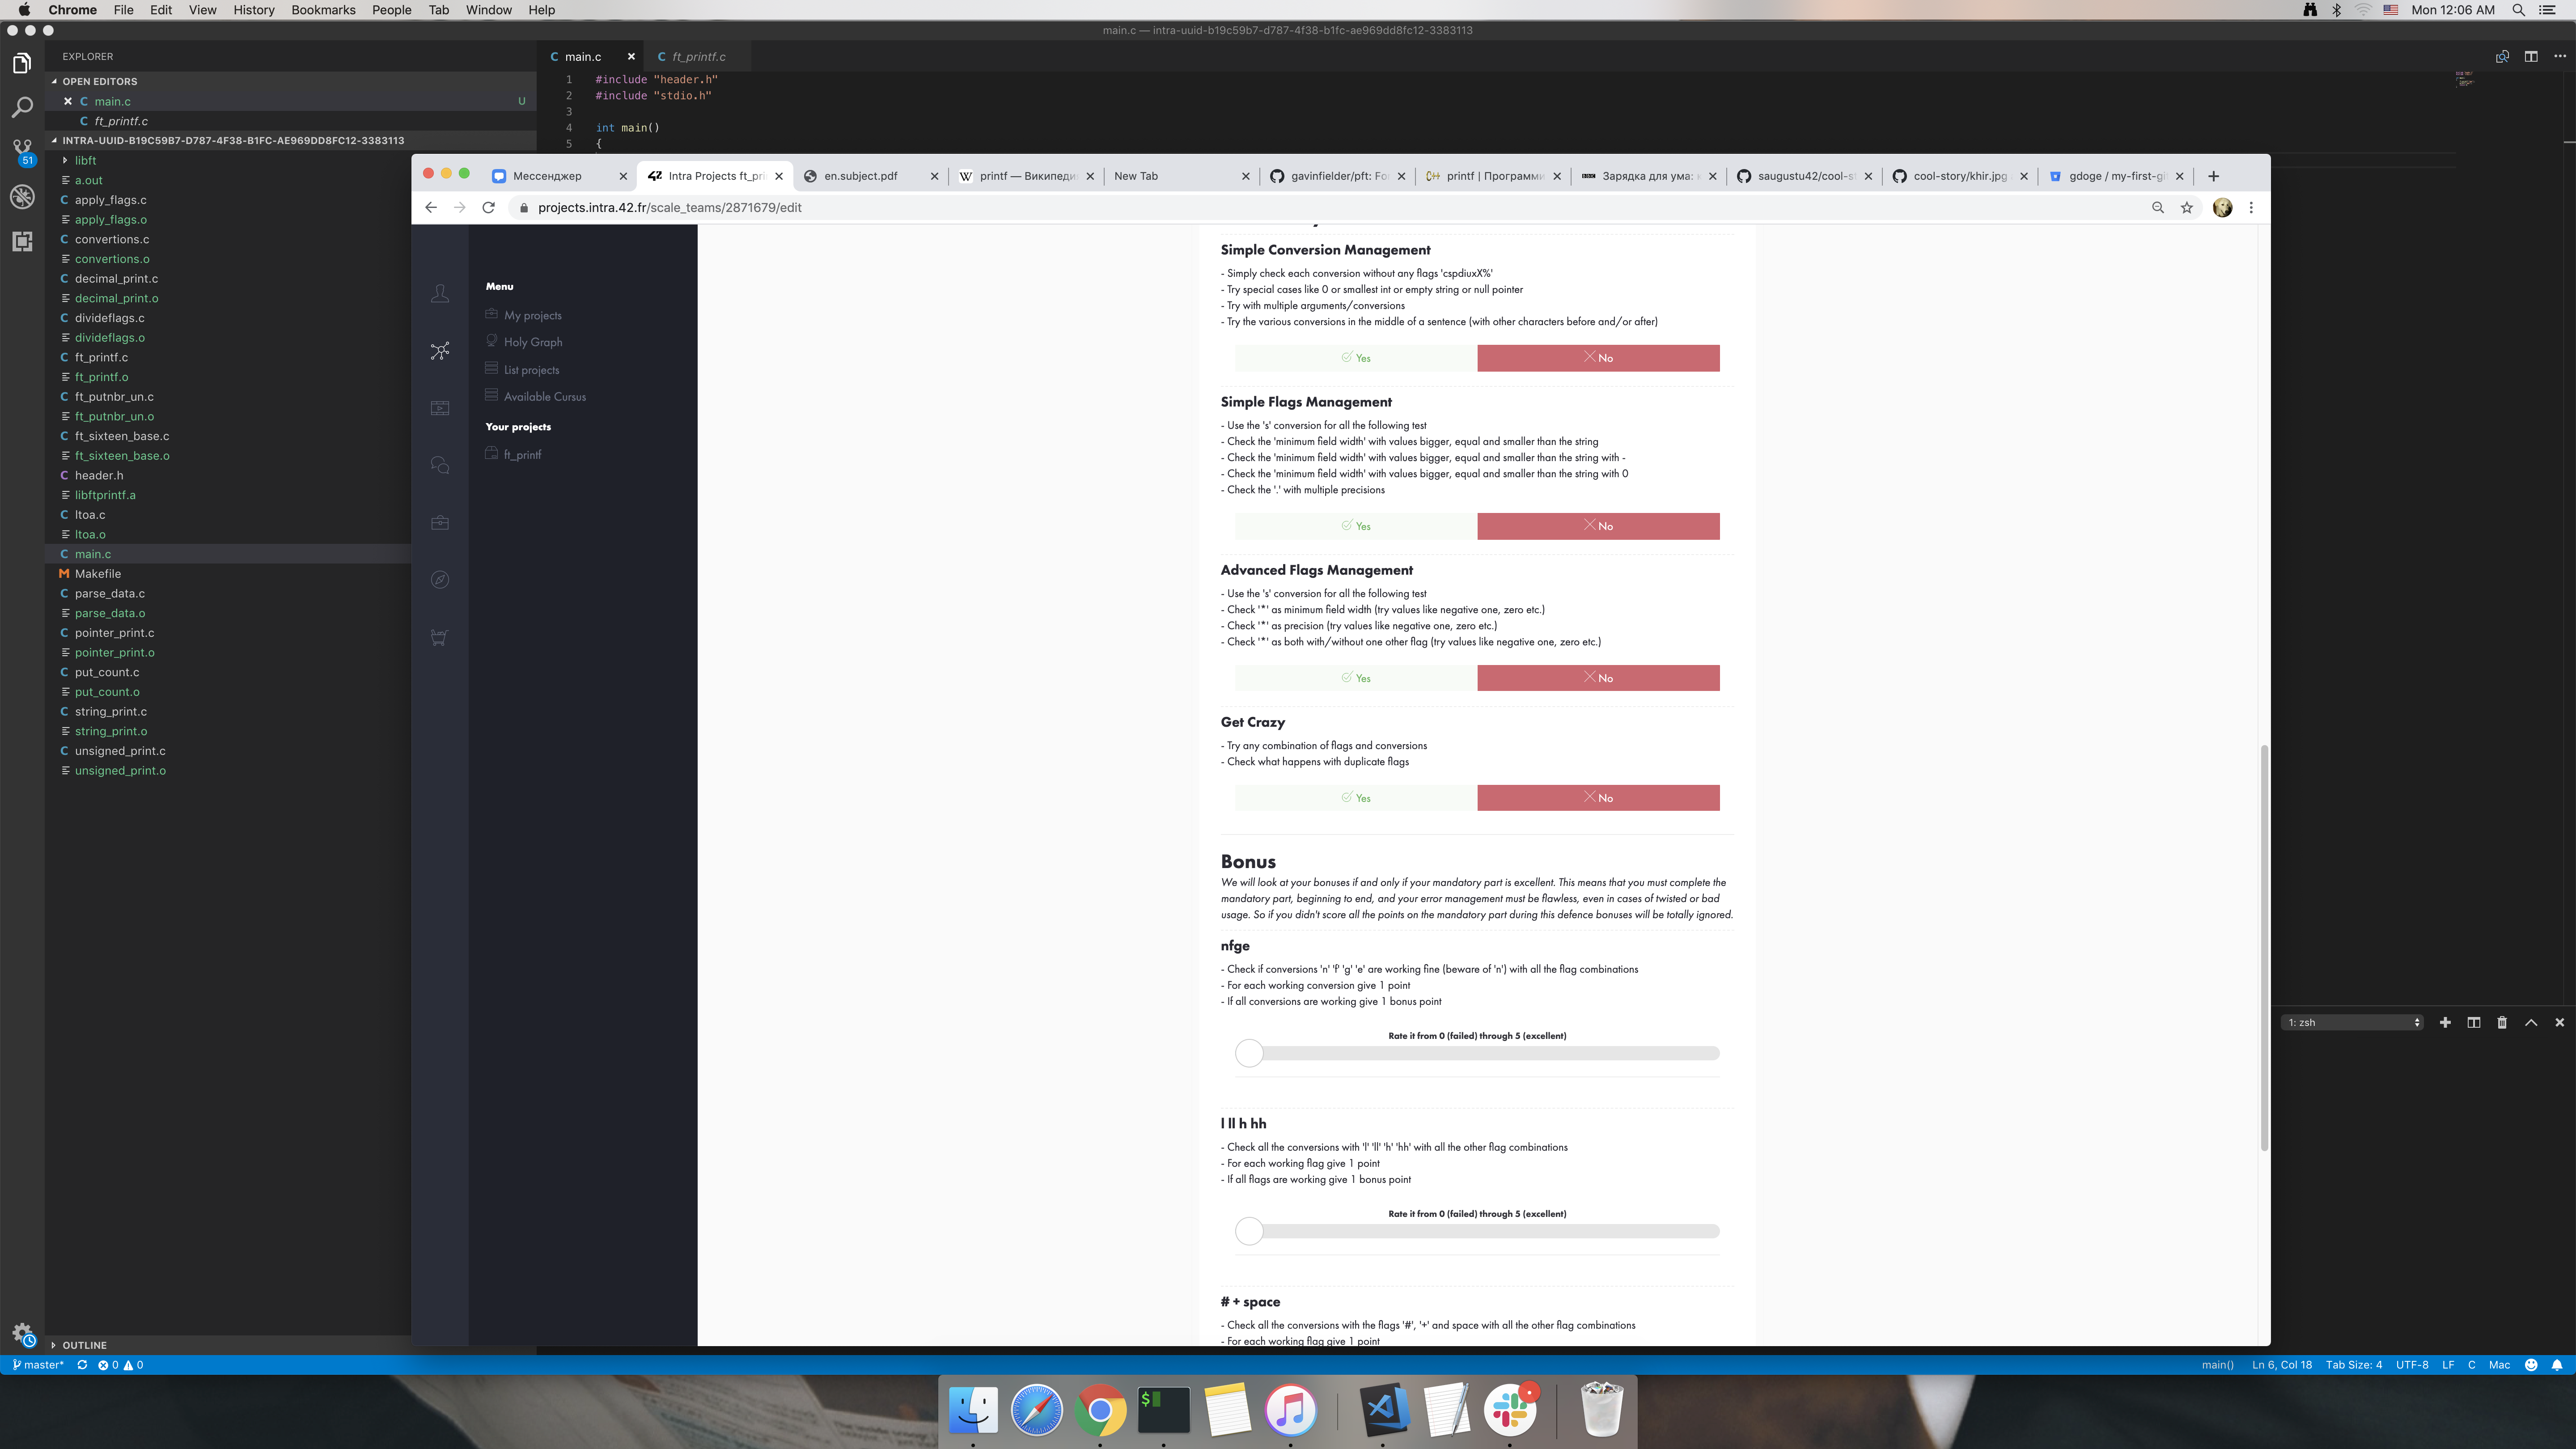 Chrome File Edit View History Bookmarks People Tab Window Help
Mon 12:06 AM
main.c — intra-uuid-b19c59b7-d787-4f38-b1fc-ae969dd8fc12-3383113
EXPLORER
OPEN EDITORS
main.c U
ft_printf.c
INTRA-UUID-B19C59B7-D787-4F38-B1FC-AE969DD8FC12-3383113
51
libft
a.out
apply_flags.c
apply_flags.o
convertions.c
convertions.o
decimal_print.c
decimal_print.o
divideflags.c
divideflags.o
ft_printf.c
ft_printf.o
ft_putnbr_un.c
ft_putnbr_un.o
ft_sixteen_base.c
ft_sixteen_base.o
header.h
libftprintf.a
ltoa.c
ltoa.o
main.c
Makefile
parse_data.c
parse_data.o
pointer_print.c
pointer_print.o
put_count.c
put_count.o
string_print.c
string_print.o
unsigned_print.c
unsigned_print.o
OUTLINE
main.c ft_printf.c
1 #include "header.h"
2 #include "stdio.h"
3
4 int main()
5 {
Мессенджер
Intra Projects ft_pri
en.subject.pdf
printf — Википеди
New Tab
gavinfielder/pft: Fo
printf | Программи
Зарядка для ума:
saugustu42/cool-s
cool-story/khir.jpg
gdoge / my-first-gi
projects.intra.42.fr/scale_teams/2871679/edit
Menu
My projects
Holy Graph
List projects
Available Cursus
Your projects
ft_printf
Simple Conversion Management
- Simply check each conversion without any flags 'cspdiuxX%'
- Try special cases like 0 or smallest int or empty string or null pointer
- Try with multiple arguments/conversions
- Try the various conversions in the middle of a sentence (with other characters before and/or after)
Yes No
Simple Flags Management
- Use the 's' conversion for all the following test
- Check the 'minimum field width' with values bigger, equal and smaller than the string
- Check the 'minimum field width' with values bigger, equal and smaller than the string with -
- Check the 'minimum field width' with values bigger, equal and smaller than the string with 0
- Check the '.' with multiple precisions
Yes No
Advanced Flags Management
- Use the 's' conversion for all the following test
- Check '*' as minimum field width (try values like negative one, zero etc.)
- Check '*' as precision (try values like negative one, zero etc.)
- Check '*' as both with/without one other flag (try values like negative one, zero etc.)
Yes No
Get Crazy
- Try any combination of flags and conversions
- Check what happens with duplicate flags
Yes No
Bonus
We will look at your bonuses if and only if your mandatory part is excellent. This means that you must complete the
mandatory part, beginning to end, and your error management must be flawless, even in cases of twisted or bad
usage. So if you didn't score all the points on the mandatory part during this defence bonuses will be totally ignored.
nfge
- Check if conversions 'n' 'f' 'g' 'e' are working fine (beware of 'n') with all the flag combinations
- For each working conversion give 1 point
- If all conversions are working give 1 bonus point
Rate it from 0 (failed) through 5 (excellent)
l ll h hh
- Check all the conversions with 'l' 'll' 'h' 'hh' with all the other flag combinations
- For each working flag give 1 point
- If all flags are working give 1 bonus point
Rate it from 0 (failed) through 5 (excellent)
# + space
- Check all the conversions with the flags '#', '+' and space with all the other flag combinations
- For each working flag give 1 point
1: zsh
master* 0 0
main() Ln 6, Col 18 Tab Size: 4 UTF-8 LF C Mac